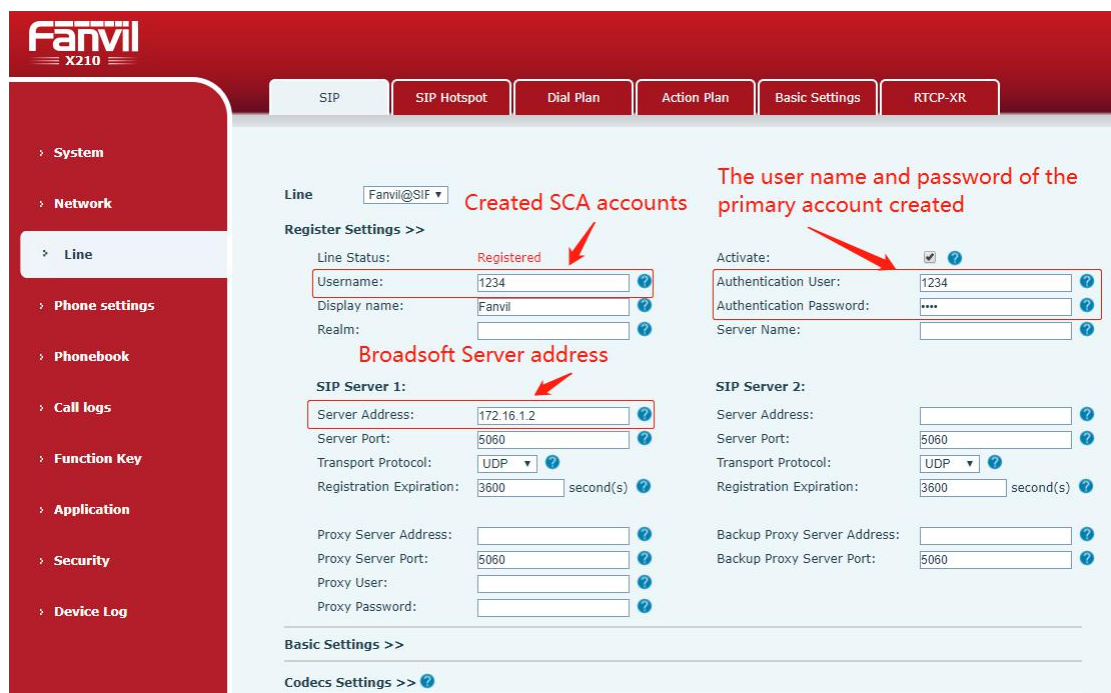 Fanvil
X210
SIP
SIP Hotspot
Dial Plan
Action Plan
Basic Settings
RTCP-XR
System
Network
Line
Phone settings
Phonebook
Call logs
Function Key
Application
Security
Device Log
Line Fanvil@SIF
Created SCA accounts
The user name and password of the
primary account created
Register Settings >>
Line Status: Registered
Activate:
Username: 1234
Authentication User: 1234
Display name: Fanvil
Authentication Password: ••••
Realm:
Server Name:
Broadsoft Server address
SIP Server 1:
SIP Server 2:
Server Address: 172.16.1.2
Server Address:
Server Port: 5060
Server Port: 5060
Transport Protocol: UDP
Transport Protocol: UDP
Registration Expiration: 3600 second(s)
Registration Expiration: 3600 second(s)
Proxy Server Address:
Backup Proxy Server Address:
Proxy Server Port: 5060
Backup Proxy Server Port: 5060
Proxy User:
Proxy Password:
Basic Settings >>
Codecs Settings >>